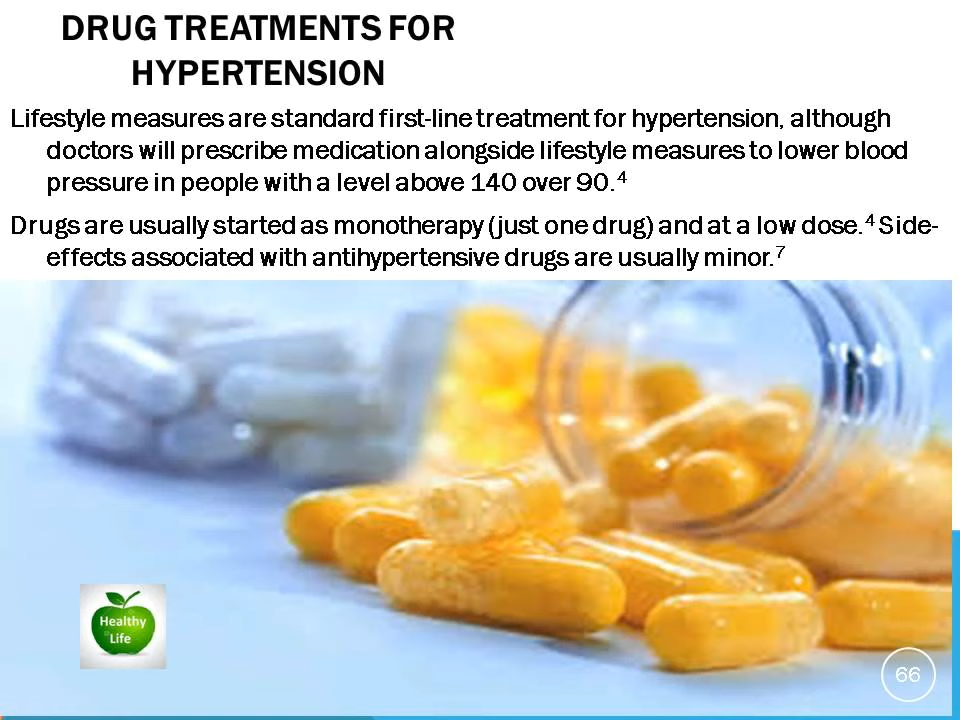 DRUG TREATMENTS FOR
HYPERTENSION
Lifestyle measures are standard first-line treatment for hypertension, although
doctors will prescribe medication alongside lifestyle measures to lower blood
pressure in people with a level above 140 over 90.⁴
Drugs are usually started as monotherapy (just one drug) and at a low dose.⁴ Side-
effects associated with antihypertensive drugs are usually minor.⁷
Healthy
Life
66